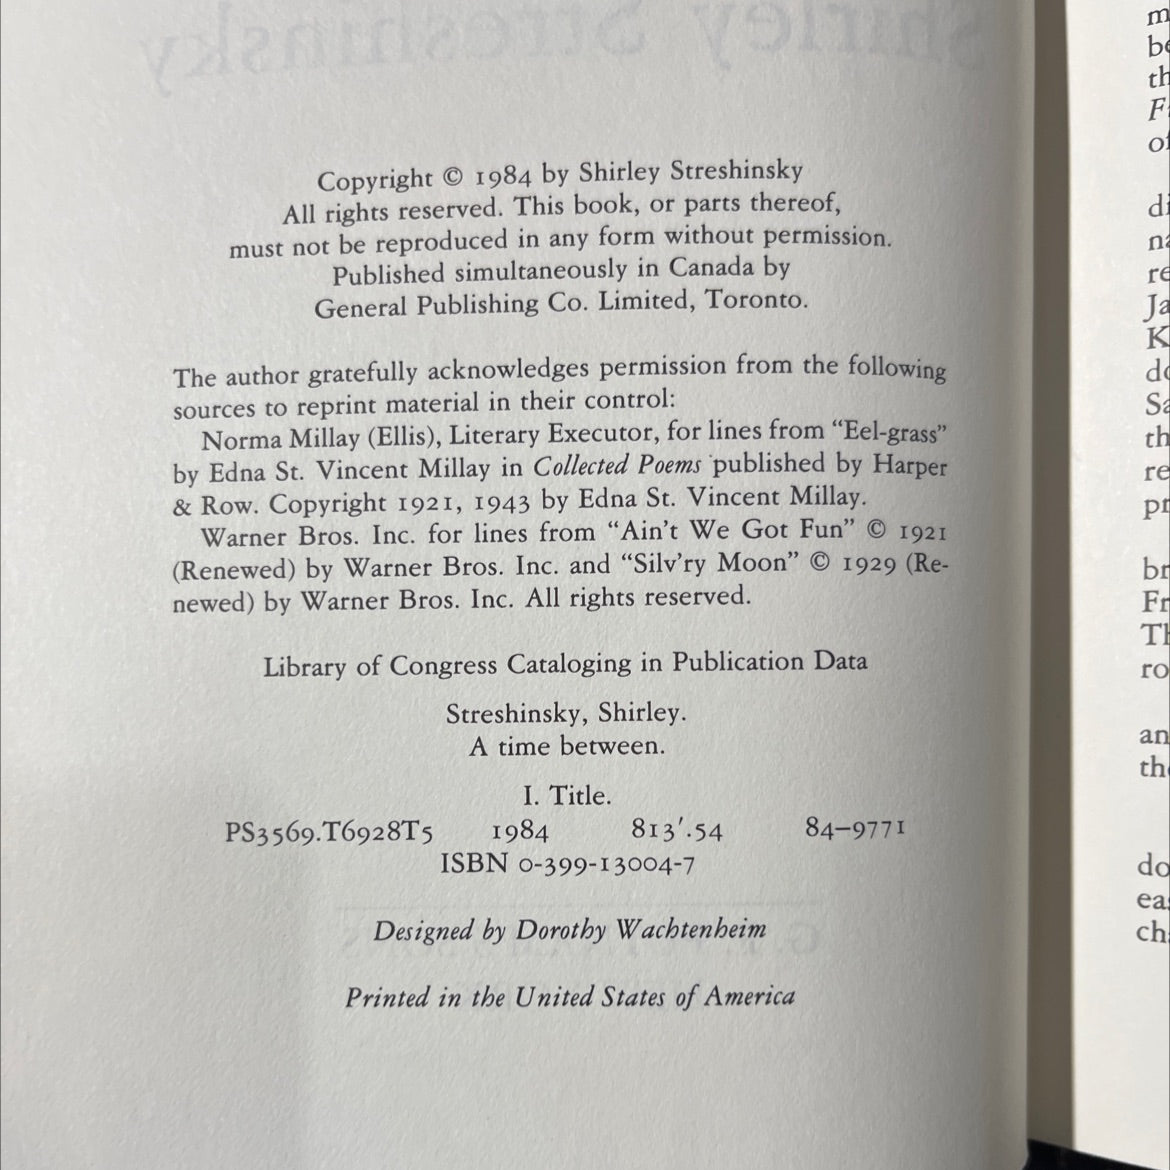 Shirley Streshinsky
Copyright © 1984 by Shirley Streshinsky
All rights reserved. This book, or parts thereof,
must not be reproduced in any form without permission.
Published simultaneously in Canada by
General Publishing Co. Limited, Toronto.
The author gratefully acknowledges permission from the following
sources to reprint material in their control:
Norma Millay (Ellis), Literary Executor, for lines from “Eel-grass”
by Edna St. Vincent Millay in Collected Poems published by Harper
& Row. Copyright 1921, 1943 by Edna St. Vincent Millay.
Warner Bros. Inc. for lines from “Ain't We Got Fun” © 1921
(Renewed) by Warner Bros. Inc. and “Silv'ry Moon” © 1929 (Re-
newed) by Warner Bros. Inc. All rights reserved.
Library of Congress Cataloging in Publication Data
Streshinsky, Shirley.
A time between.
I. Title.
PS3569.T6928T5 1984 813′.54 84–9771
ISBN 0-399-13004-7
Designed by Dorothy Wachtenheim
Printed in the United States of America